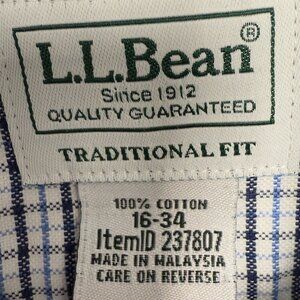 L.L.Bean®
Since 1912
QUALITY GUARANTEED
TRADITIONAL FIT
100% COTTON
16-34
ItemID 237807
MADE IN MALAYSIA
CARE ON REVERSE